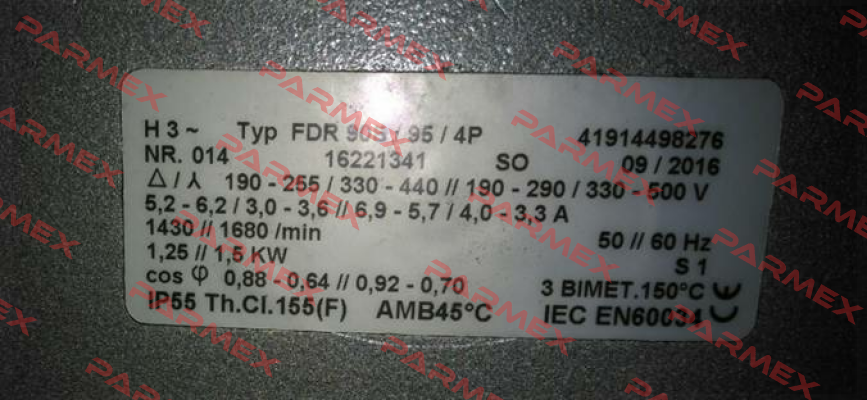 H 3 ~ Typ FDR 90S / 95 / 4P 41914498276
NR. 014 16221341 SO 09 / 2016
Δ / ⅄ 190 - 255 / 330 - 440 // 190 - 290 / 330 - 500 V
5,2 - 6,2 / 3,0 - 3,6 // 6,9 - 5,7 / 4,0 - 3,3 A
1430 // 1680 /min 50 // 60 Hz
1,25 // 1,5 KW S 1
cos φ 0,88 - 0,64 // 0,92 - 0,70 3 BIMET.150°C CE
IP55 Th.Cl.155(F) AMB45°C IEC EN60034
PARMEX